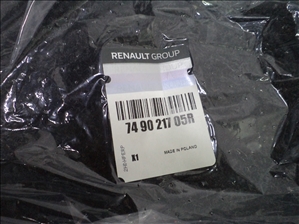 RENAULT GROUP
74 90 217 05R
X1
MADE IN POLAND